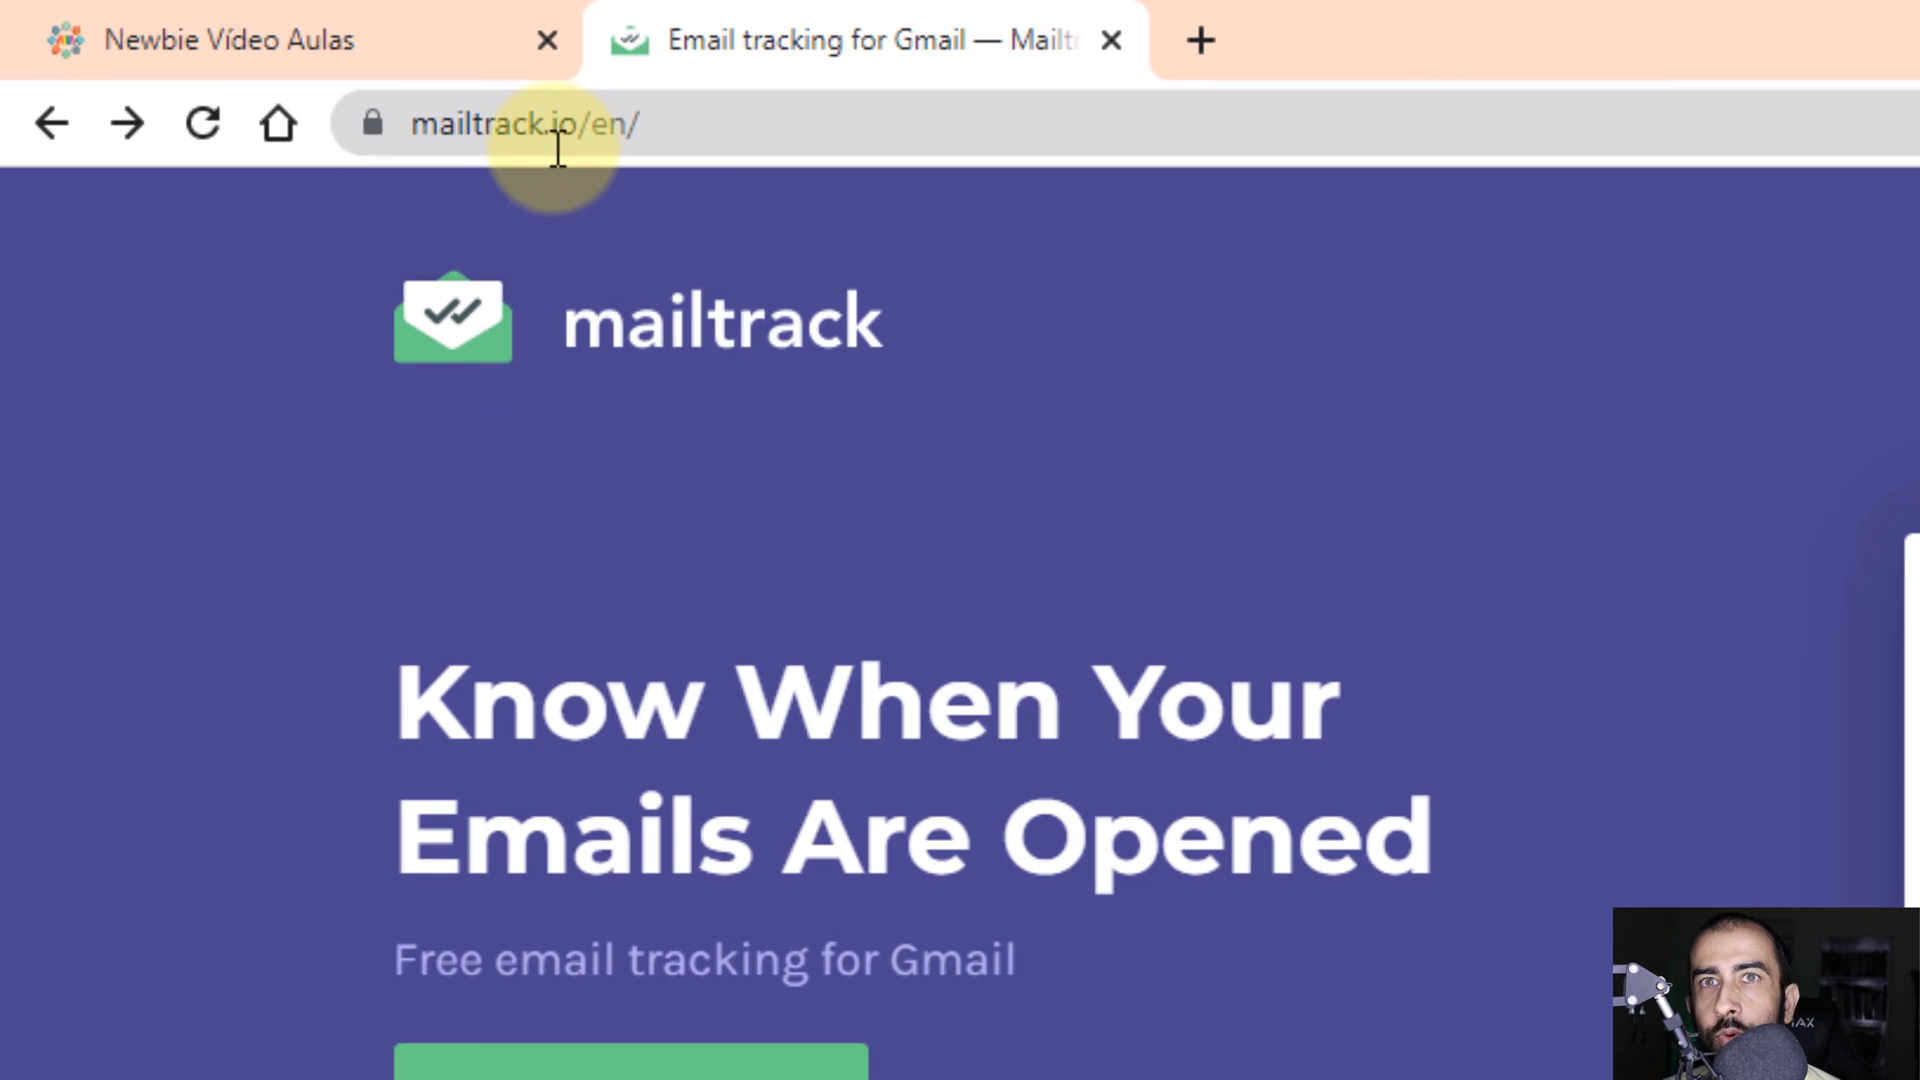 Newbie Vídeo Aulas
Email tracking for Gmail — Mailtr
mailtrack.io/en/
mailtrack
Know When Your
Emails Are Opened
Free email tracking for Gmail